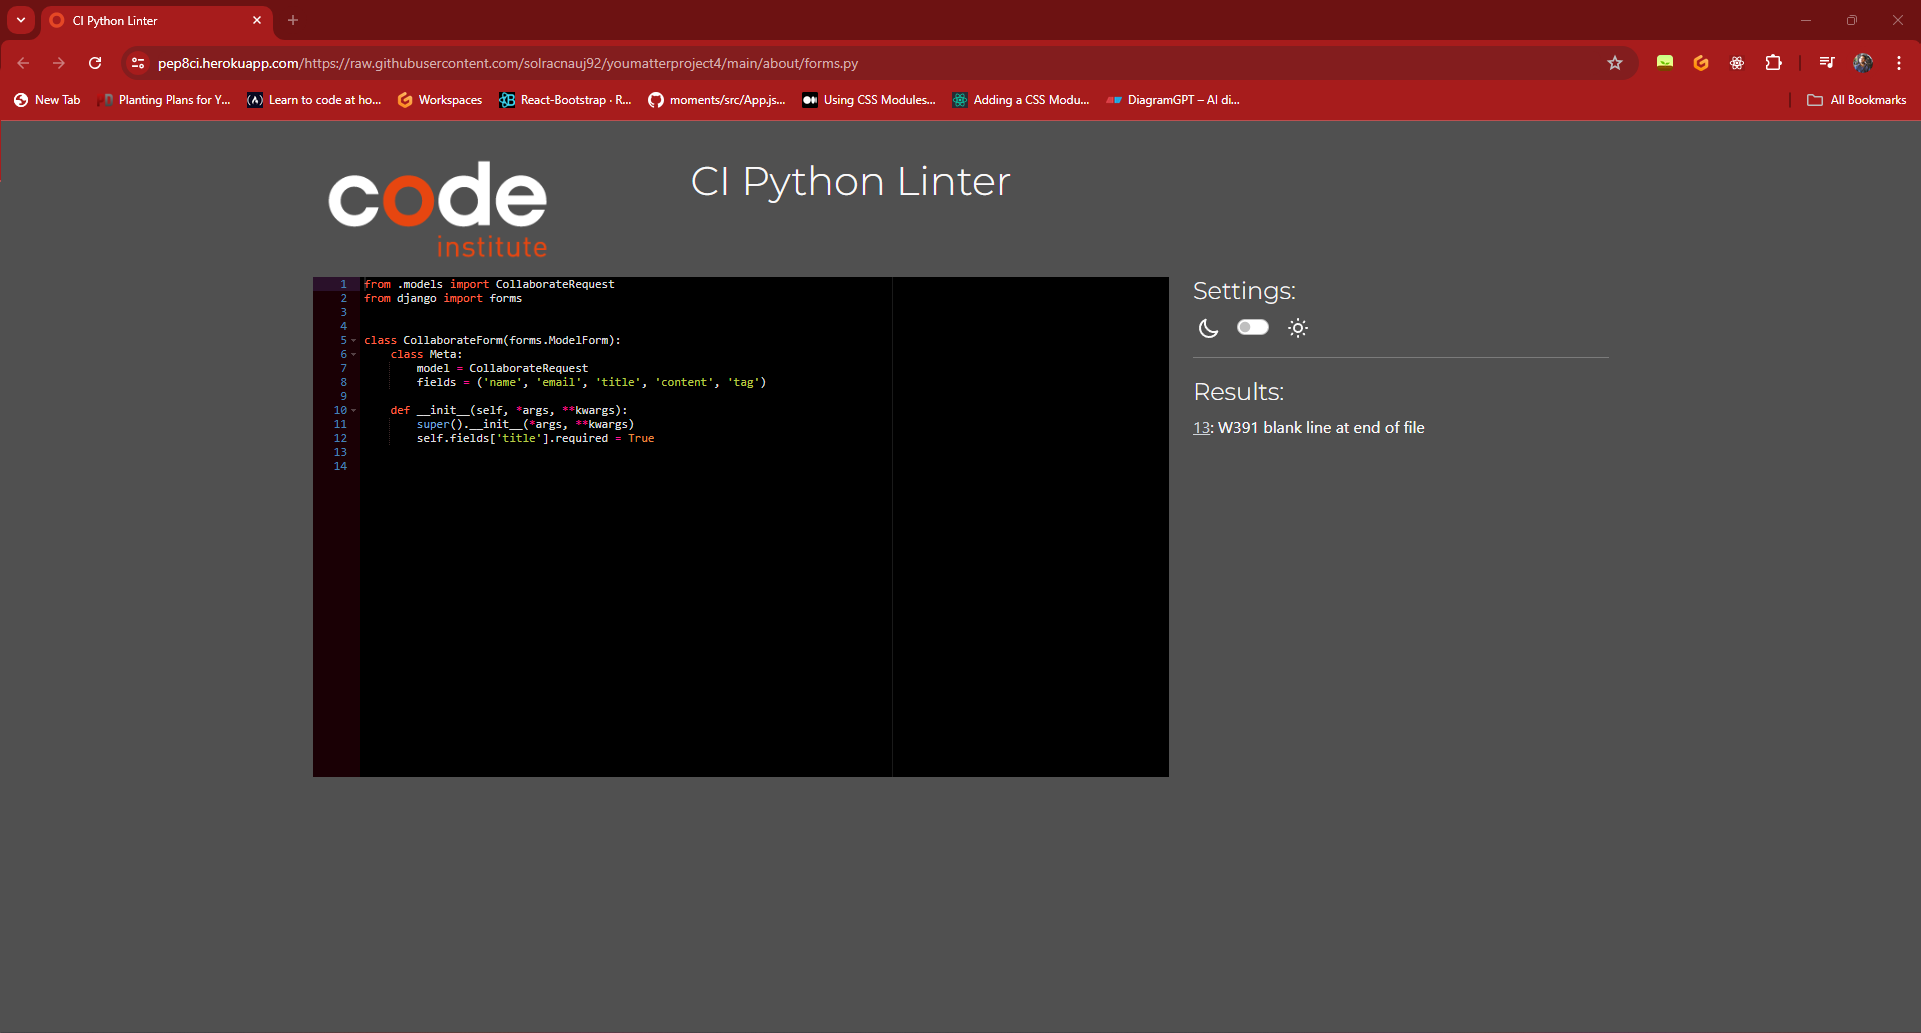 CI Python Linter
pep8ci.herokuapp.com/https://raw.githubusercontent.com/solracnauj92/youmatterproject4/main/about/forms.py
New Tab
Planting Plans for Y...
Learn to code at ho...
Workspaces
React-Bootstrap · R...
moments/src/App.js...
Using CSS Modules...
Adding a CSS Modu...
DiagramGPT – AI di...
All Bookmarks
code
institute
CI Python Linter
1 from .models import CollaborateRequest
2 from django import forms
3
4
5 class CollaborateForm(forms.ModelForm):
6     class Meta:
7         model = CollaborateRequest
8         fields = ('name', 'email', 'title', 'content', 'tag')
9
10     def __init__(self, *args, **kwargs):
11         super().__init__(*args, **kwargs)
12         self.fields['title'].required = True
13
14
Settings:
Results:
13: W391 blank line at end of file